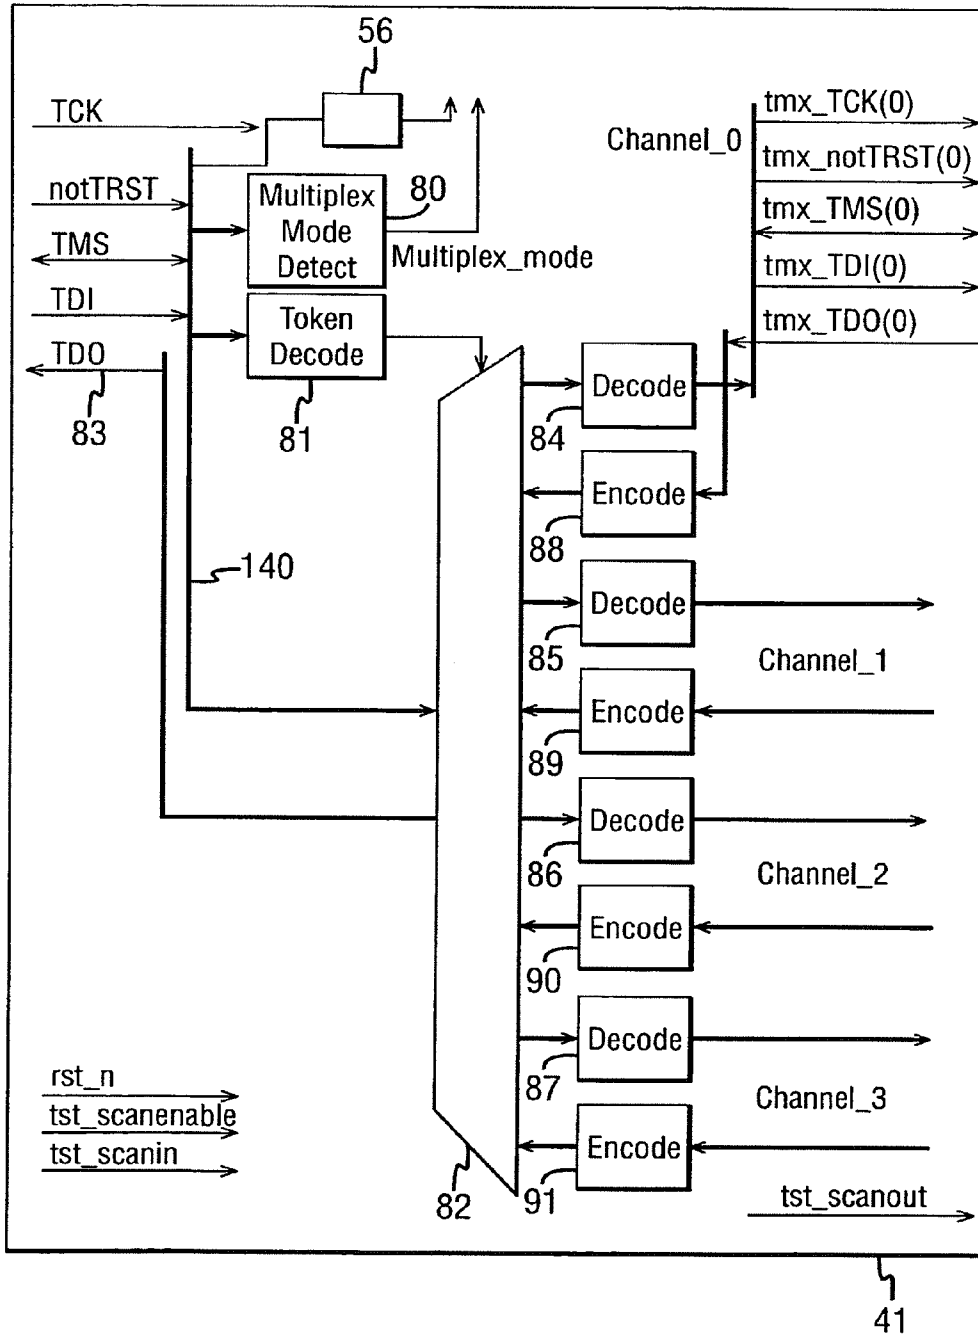 56
TCK
tmx_TCK(0)
Channel_0
notTRST
tmx_notTRST(0)
80
Multiplex
Mode
Detect
TMS
tmx_TMS(0)
Multiplex_mode
tmx_TDI(0)
TDI
Token
Decode
tmx_TDO(0)
TDO
83
81
Decode
84
Encode
88
140
Decode
85
Channel_1
Encode
89
Decode
86
Channel_2
Encode
90
Decode
87
rst_n
tst_scanenable
tst_scanin
Channel_3
Encode
91
82
tst_scanout
41